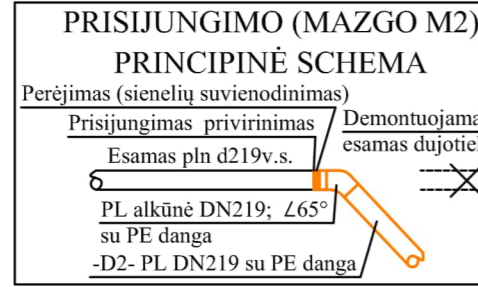 PRISIJUNGIMO (MAZGO M2)
PRINCIPINĖ SCHEMA
Perėjimas (sienelių suvienodinimas)
Prisijungimas privirinimas
Esamas pln d219v.s.
PL alkūnė DN219; ∠65°
su PE danga
-D2- PL DN219 su PE danga
Demontuojama
esamas